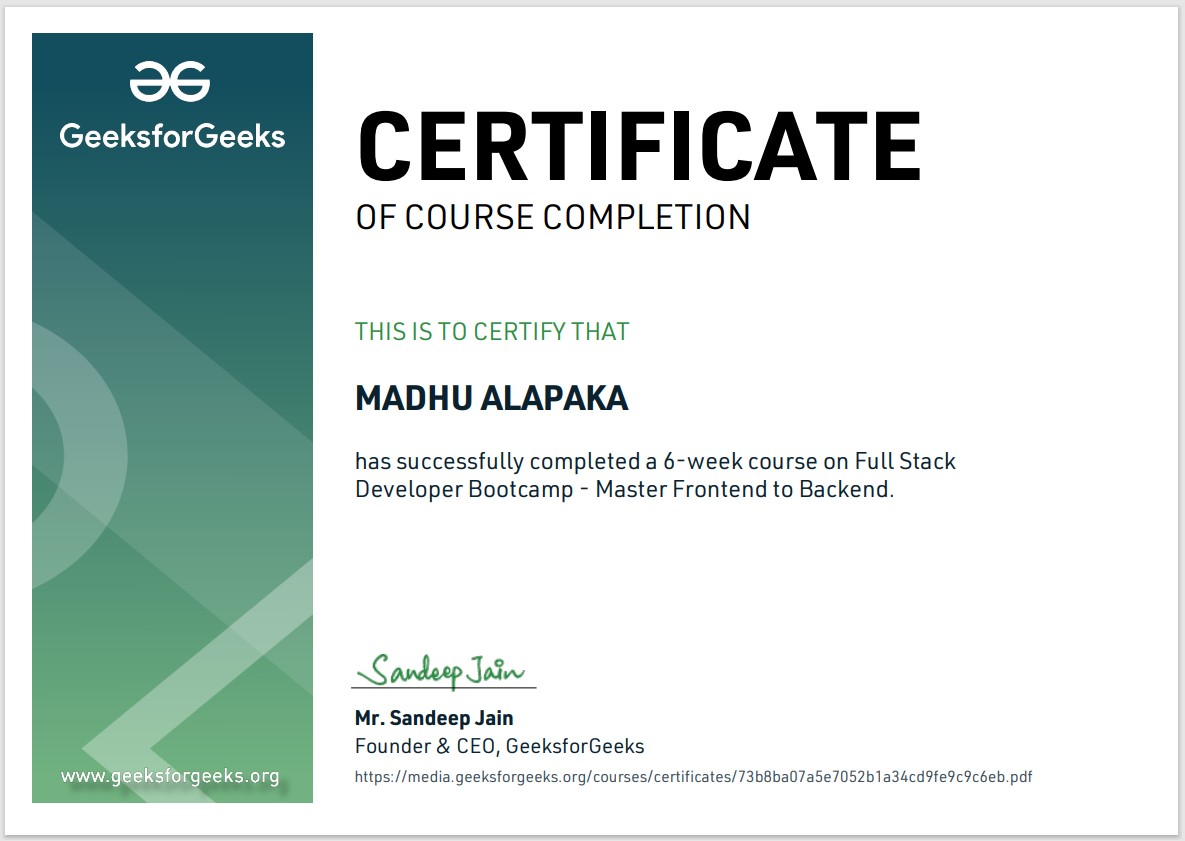 GeeksforGeeks
CERTIFICATE
OF COURSE COMPLETION
THIS IS TO CERTIFY THAT
MADHU ALAPAKA
has successfully completed a 6-week course on Full Stack
Developer Bootcamp - Master Frontend to Backend.
Sandeep Jain
Mr. Sandeep Jain
Founder & CEO, GeeksforGeeks
https://media.geeksforgeeks.org/courses/certificates/73b8ba07a5e7052b1a34cd9fe9c9c6eb.pdf
www.geeksforgeeks.org